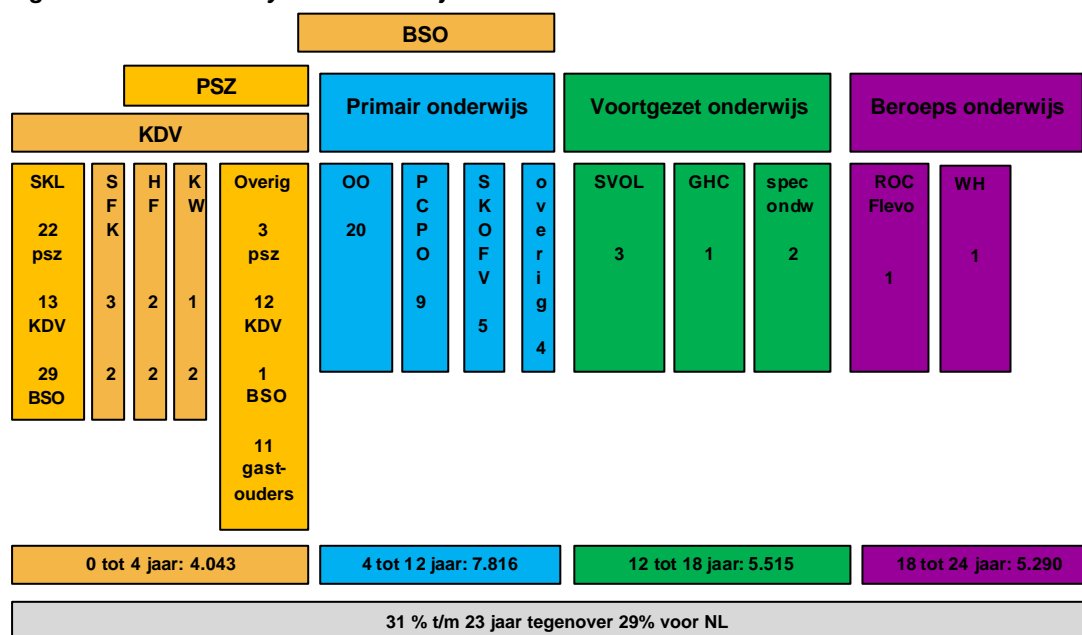 BSO
PSZ
KDV
Primair onderwijs
Voortgezet onderwijs
Beroeps onderwijs
SKL
22
psz
13
KDV
29
BSO
S
F
K
3
2
H
F
2
2
K
W
1
2
Overig
3
psz
12
KDV
1
BSO
11
gast-
ouders
OO
20
P
C
P
O
9
S
K
O
F
V
5
o
v
e
r
i
g
4
SVOL
3
GHC
1
spec
ondw
2
ROC
Flevo
1
WH
1
0 tot 4 jaar: 4.043
4 tot 12 jaar: 7.816
12 tot 18 jaar: 5.515
18 tot 24 jaar: 5.290
31 % t/m 23 jaar tegenover 29% voor NL